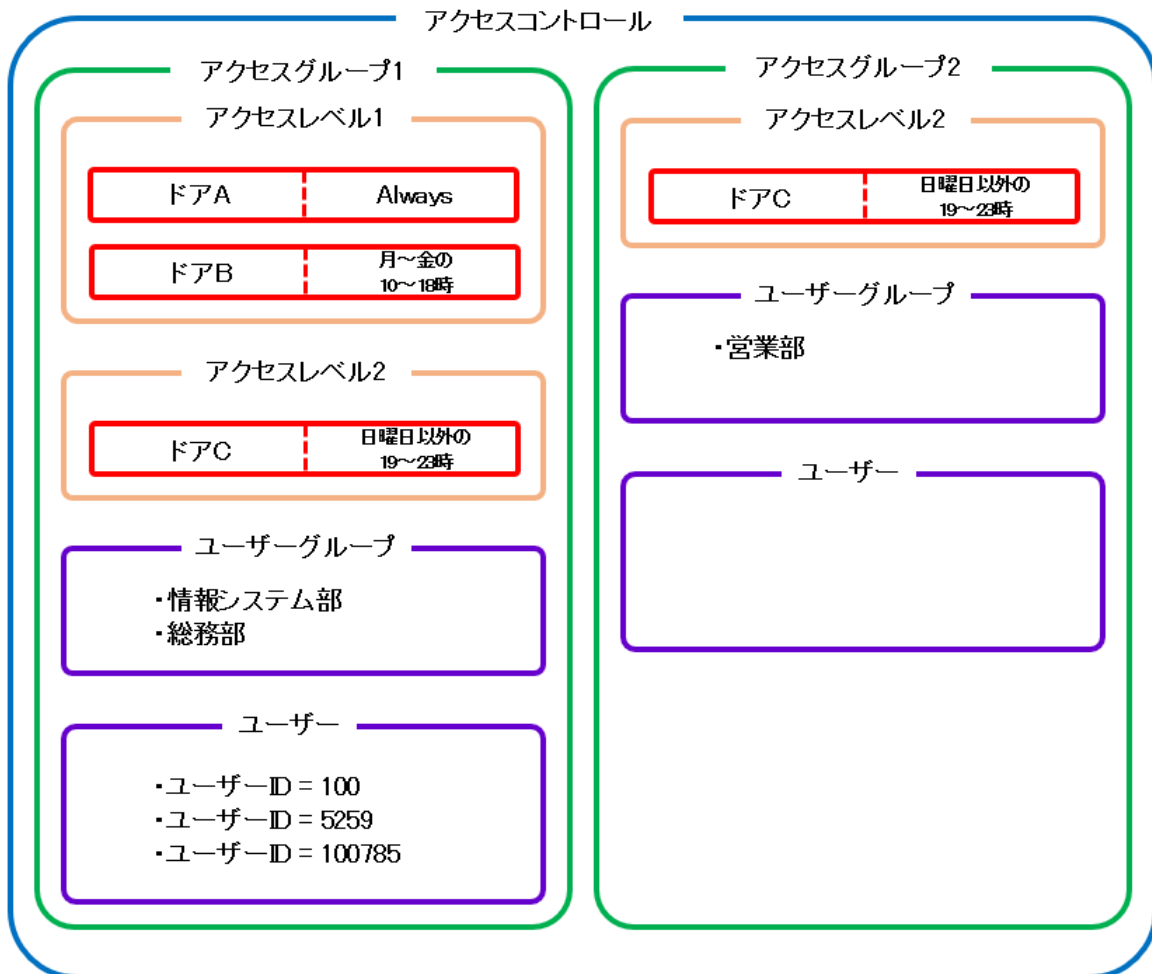 アクセスコントロール
アクセスグループ1
アクセスレベル1
ドアA
Always
ドアB
月～金の
10～18時
アクセスレベル2
ドアC
日曜日以外の
19～23時
ユーザーグループ
・情報システム部
・総務部
ユーザー
・ユーザーID = 100
・ユーザーID = 5259
・ユーザーID = 100785
アクセスグループ2
アクセスレベル2
ドアC
日曜日以外の
19～23時
ユーザーグループ
・営業部
ユーザー